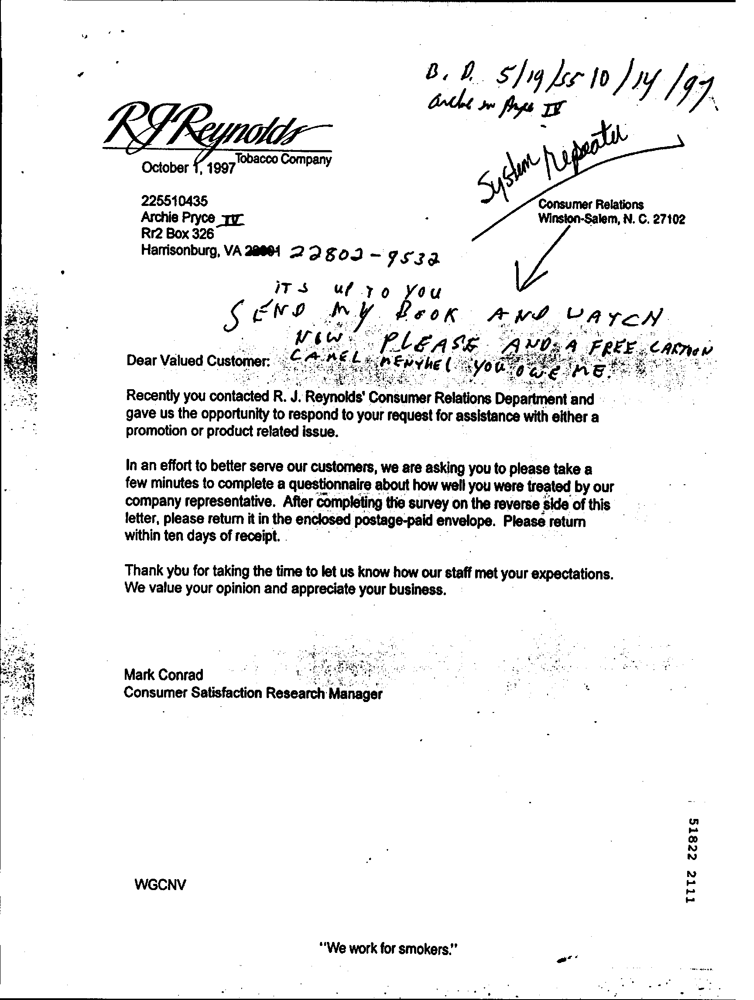 B. D. 5/19/55 10/14/97
Archie Pryce IV
RJReynolds
Tobacco Company
October 1, 1997
System repeater
225510435
Archie Pryce IV
Rr2 Box 326
Harrisonburg, VA 22802-9532
Consumer Relations
Winston-Salem, N. C. 27102
iTS UP TO YOU
SEND MY BOOK AND WATCH
NOW PLEASE AND A FREE CARTON
CAMEL MENTHEL YOU OWE ME.
Dear Valued Customer:
Recently you contacted R. J. Reynolds' Consumer Relations Department and
gave us the opportunity to respond to your request for assistance with either a
promotion or product related issue.
In an effort to better serve our customers, we are asking you to please take a
few minutes to complete a questionnaire about how well you were treated by our
company representative. After completing the survey on the reverse side of this
letter, please return it in the enclosed postage-paid envelope. Please return
within ten days of receipt.
Thank you for taking the time to let us know how our staff met your expectations.
We value your opinion and appreciate your business.
Mark Conrad
Consumer Satisfaction Research Manager
51822 2111
WGCNV
"We work for smokers."